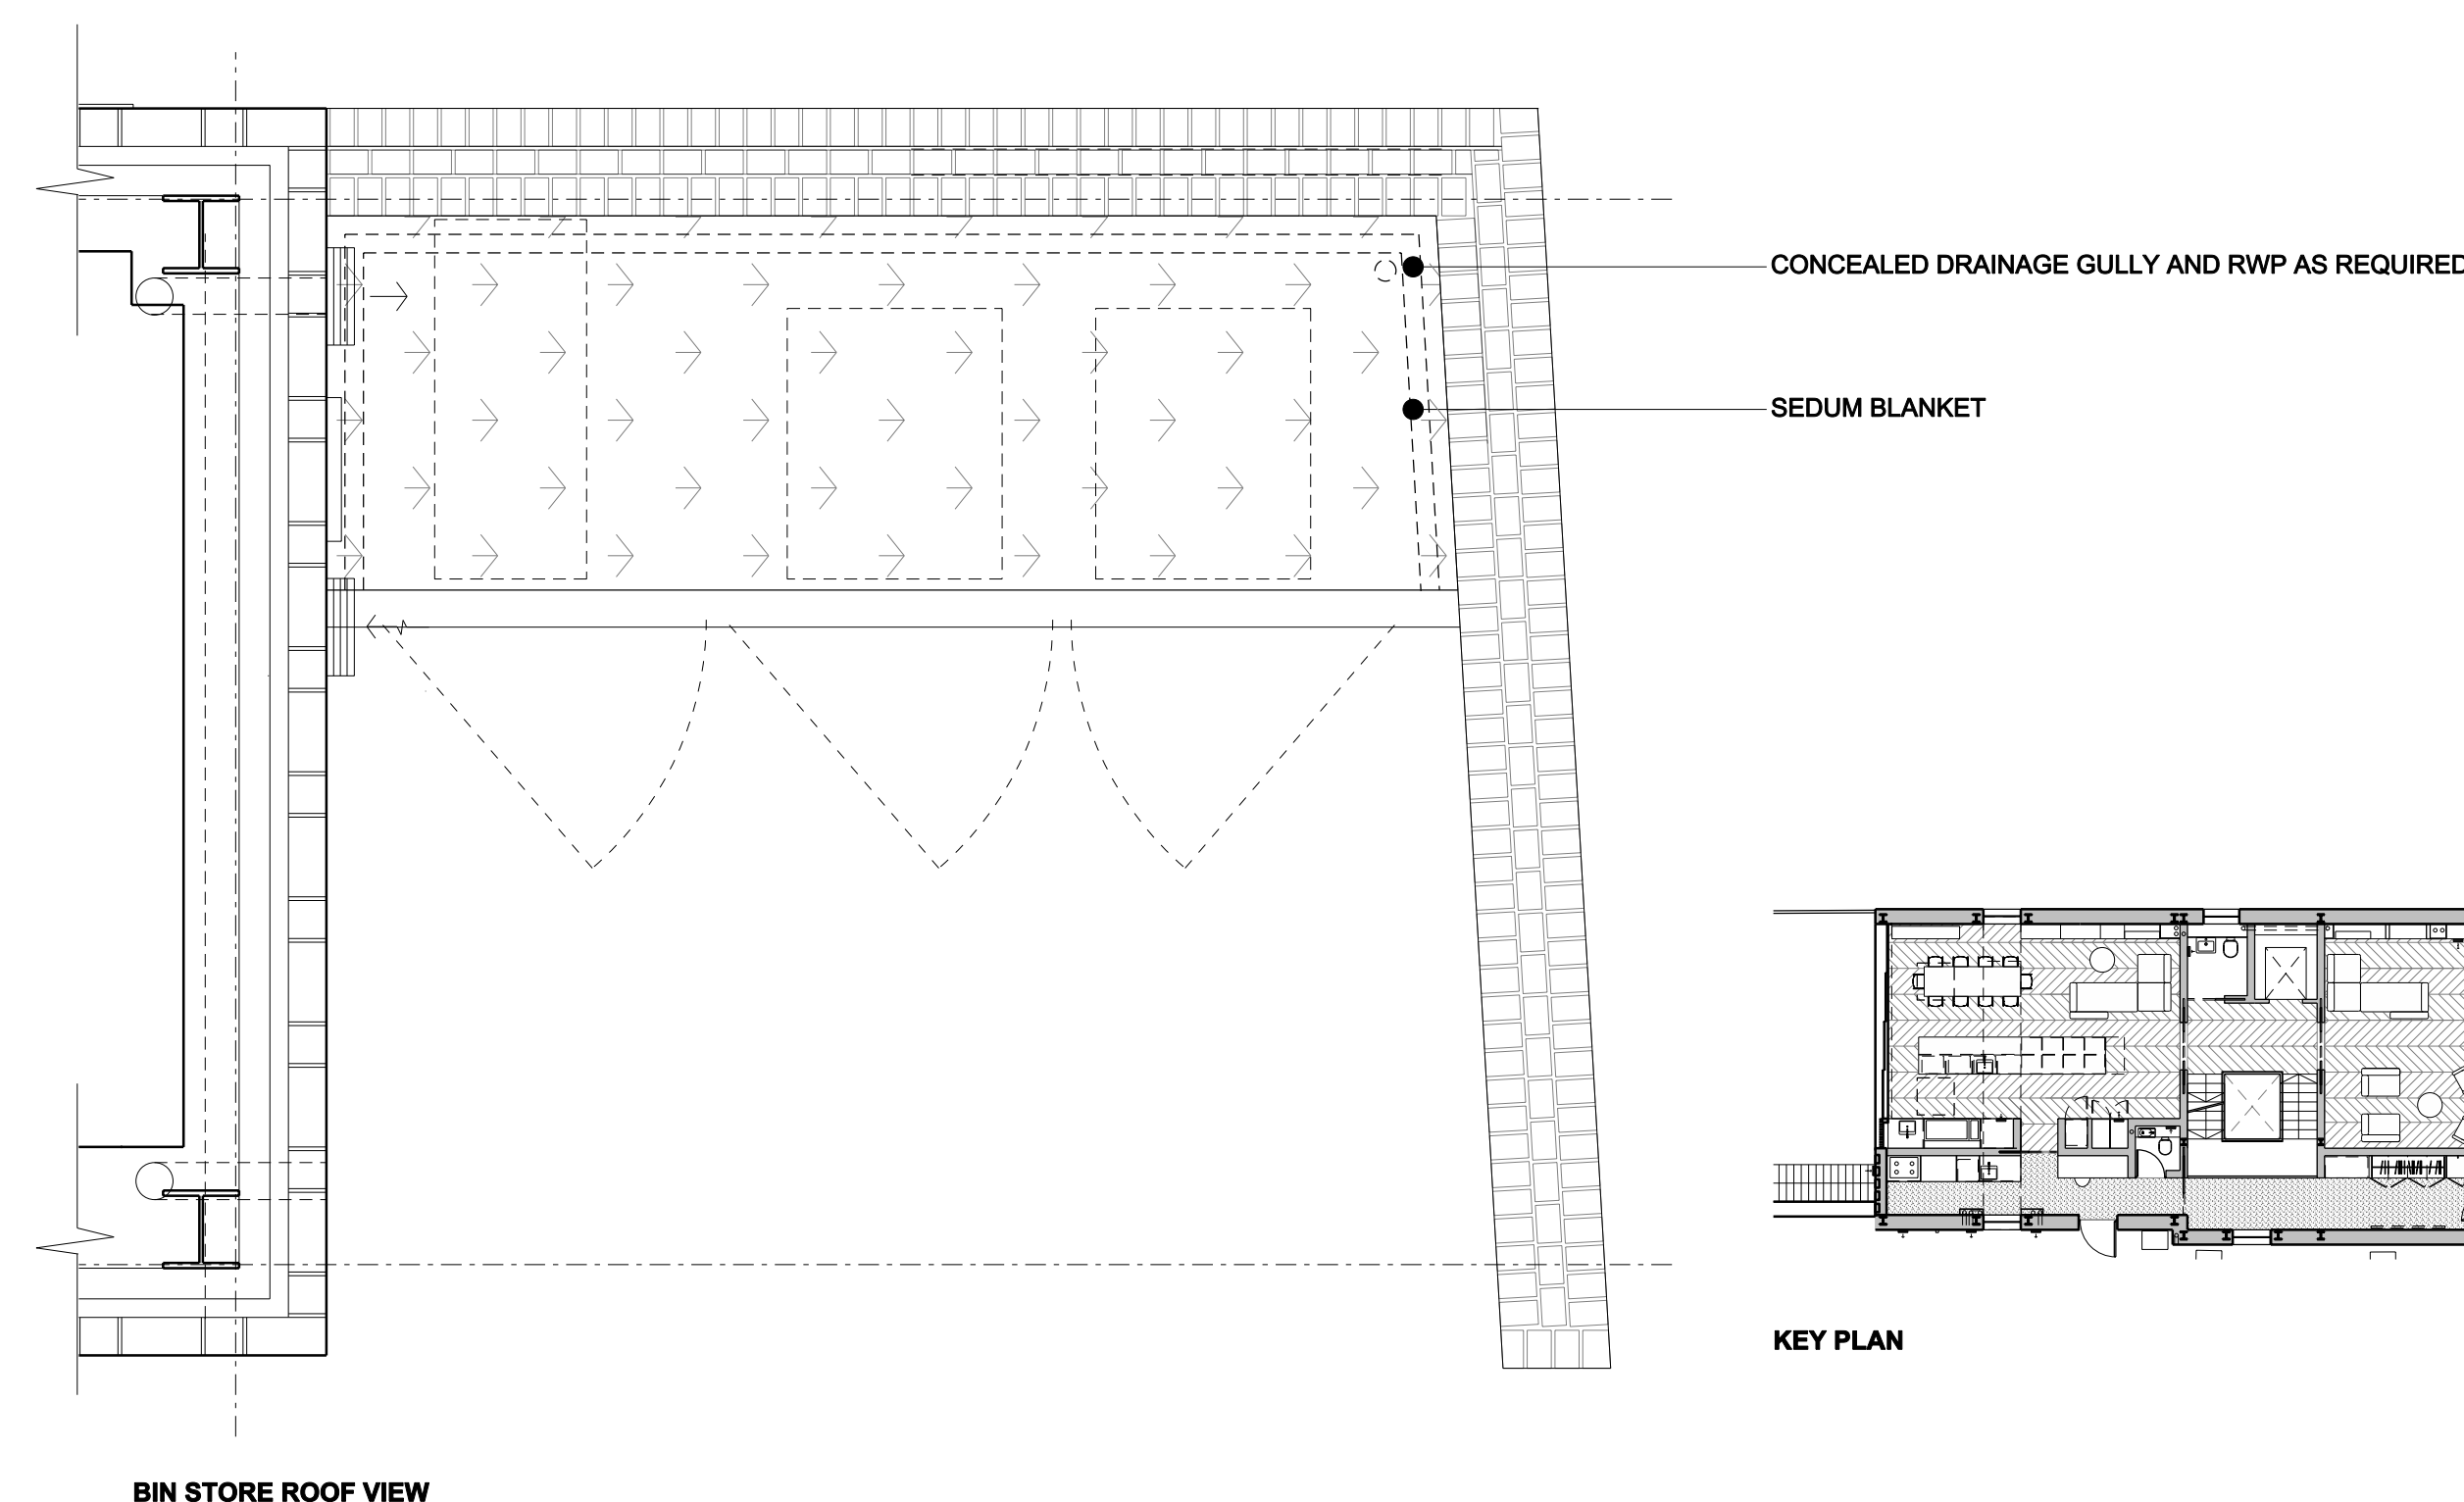 CONCEALED DRAINAGE GULLY AND RWP AS REQUIRED
SEDUM BLANKET
KEY PLAN
BIN STORE ROOF VIEW